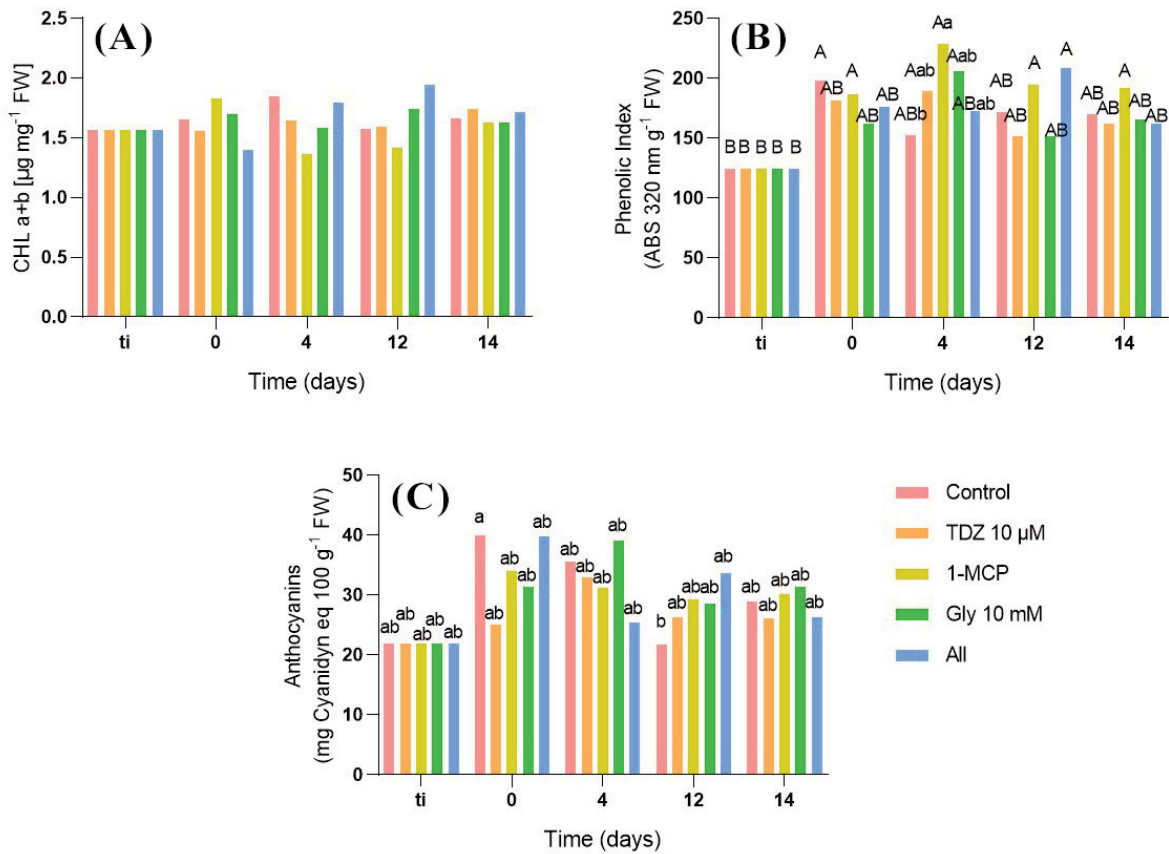 (A)
CHL a+b [µg mg⁻¹ FW]
2.5
2.0
1.5
1.0
0.5
0.0
ti 0 4 12 14
Time (days)
(B)
Phenolic Index
(ABS 320 nm g⁻¹ FW)
250
200
150
100
50
0
B B B B B
A AB A AB AB
ABb Aab Aa Aab ABab
AB AB A AB A
AB AB A AB AB
ti 0 4 12 14
Time (days)
(C)
Anthocyanins
(mg Cyanidyn eq 100 g⁻¹ FW)
50
40
30
20
10
0
ab ab ab ab ab
a ab ab ab ab
ab ab ab ab ab
b ab ab ab ab
ab ab ab ab ab
ti 0 4 12 14
Time (days)
Control
TDZ 10 µM
1-MCP
Gly 10 mM
All